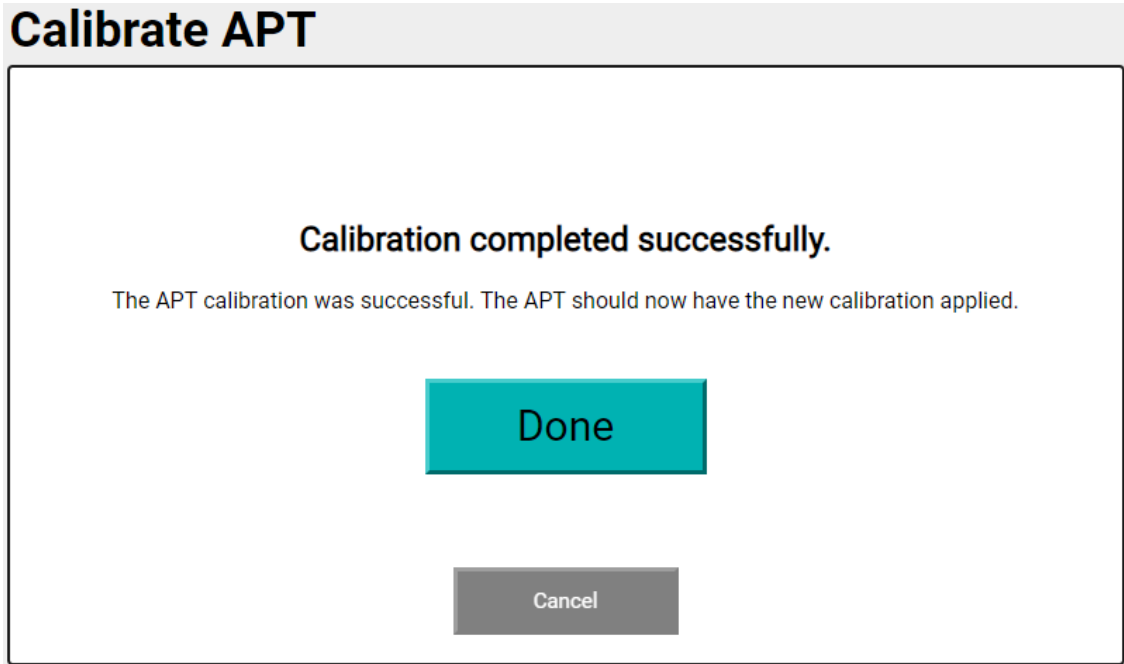 Calibrate APT
Calibration completed successfully.
The APT calibration was successful. The APT should now have the new calibration applied.
Done
Cancel